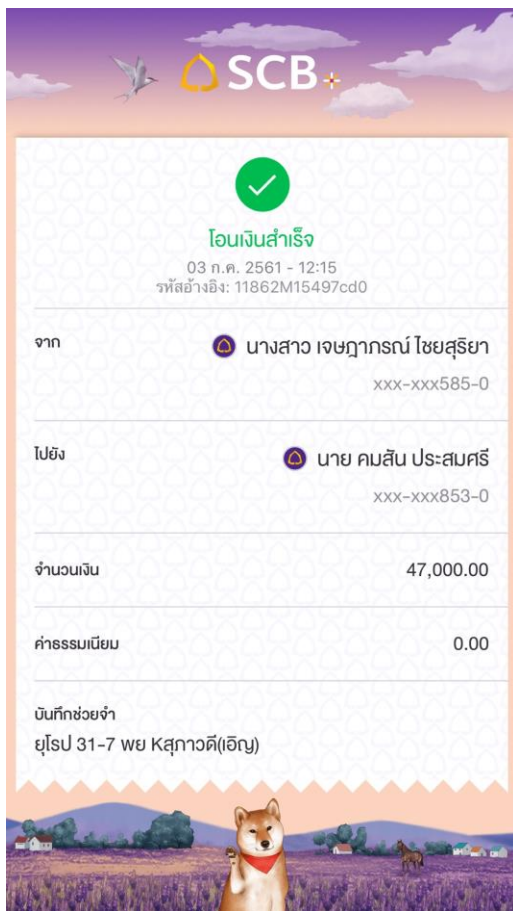 SCB+
โอนเงินสำเร็จ
03 ก.ค. 2561 - 12:15
รหัสอ้างอิง: 11862M15497cd0
จาก
นางสาว เจษฎาภรณ์ ไชยสุริยา
xxx-xxx585-0
ไปยัง
นาย คมสัน ประสมศรี
xxx-xxx853-0
จำนวนเงิน 47,000.00
ค่าธรรมเนียม 0.00
บันทึกช่วยจำ
ยุโรป 31-7 พย Kสุภาวดี(เอิญ)